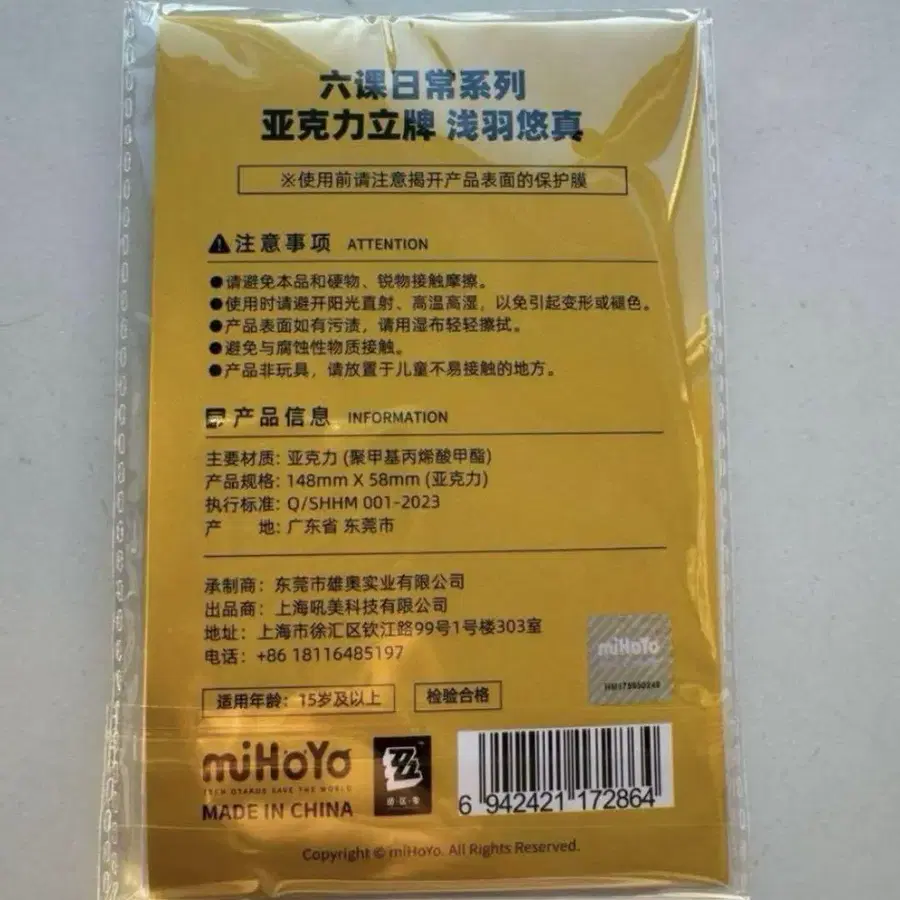 六课日常系列
亚克力立牌 浅羽悠真
※使用前请注意揭开产品表面的保护膜
注意事项 ATTENTION
●请避免本品和硬物、锐物接触摩擦。
●使用时请避开阳光直射、高温高湿，以免引起变形或褪色。
●产品表面如有污渍，请用湿布轻轻擦拭。
●避免与腐蚀性物质接触。
●产品非玩具，请放置于儿童不易接触的地方。
产品信息 INFORMATION
主要材质: 亚克力 (聚甲基丙烯酸甲酯)
产品规格: 148mm X 58mm (亚克力)
执行标准: Q/SHHM 001-2023
产 地: 广东省 东莞市
承制商: 东莞市雄奥实业有限公司
出品商: 上海吼美科技有限公司
地址: 上海市徐汇区钦江路99号1号楼303室
电话: +86 18116485197
miHoYo
适用年龄: 15岁及以上 检验合格
miHoYo
TECH OTAKUS SAVE THE WORLD
MADE IN CHINA
6 942421 172864
Copyright © miHoYo. All Rights Reserved.